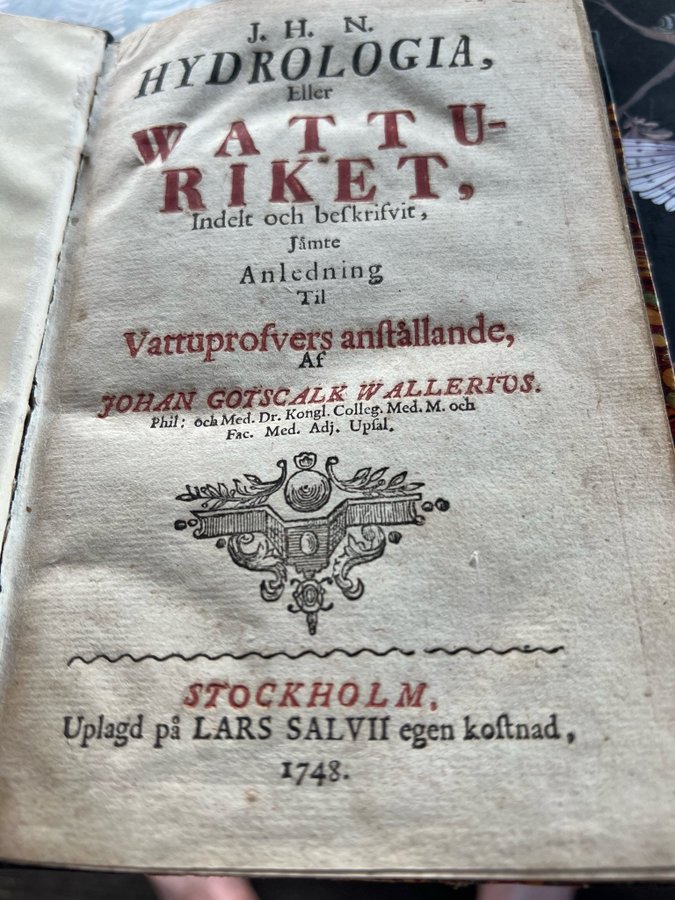 J. H. N.
HYDROLOGIA,
Eller
WATTU-
RIKET,
Indelt och beſkrifvit,
Jämte
Anledning
Til
Vattuprofvers anſtällande,
Af
JOHAN GOTSCALK WALLERIUS.
Phil: och Med. Dr. Kongl. Colleg. Med. M. och
Fac. Med. Adj. Upſal.
STOCKHOLM,
Uplagd på LARS SALVII egen koſtnad,
1748.